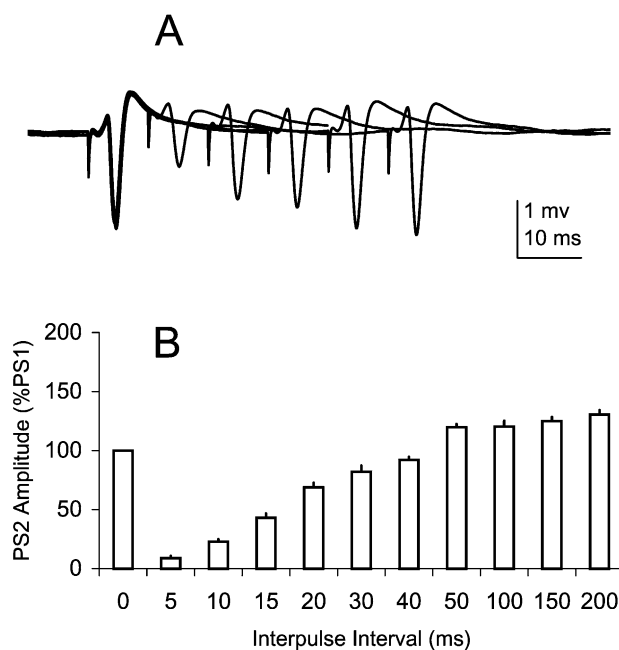 A
1 mv
10 ms
B
PS2 Amplitude (%PS1)
200
150
100
50
0
0 5 10 15 20 30 40 50 100 150 200
Interpulse Interval (ms)